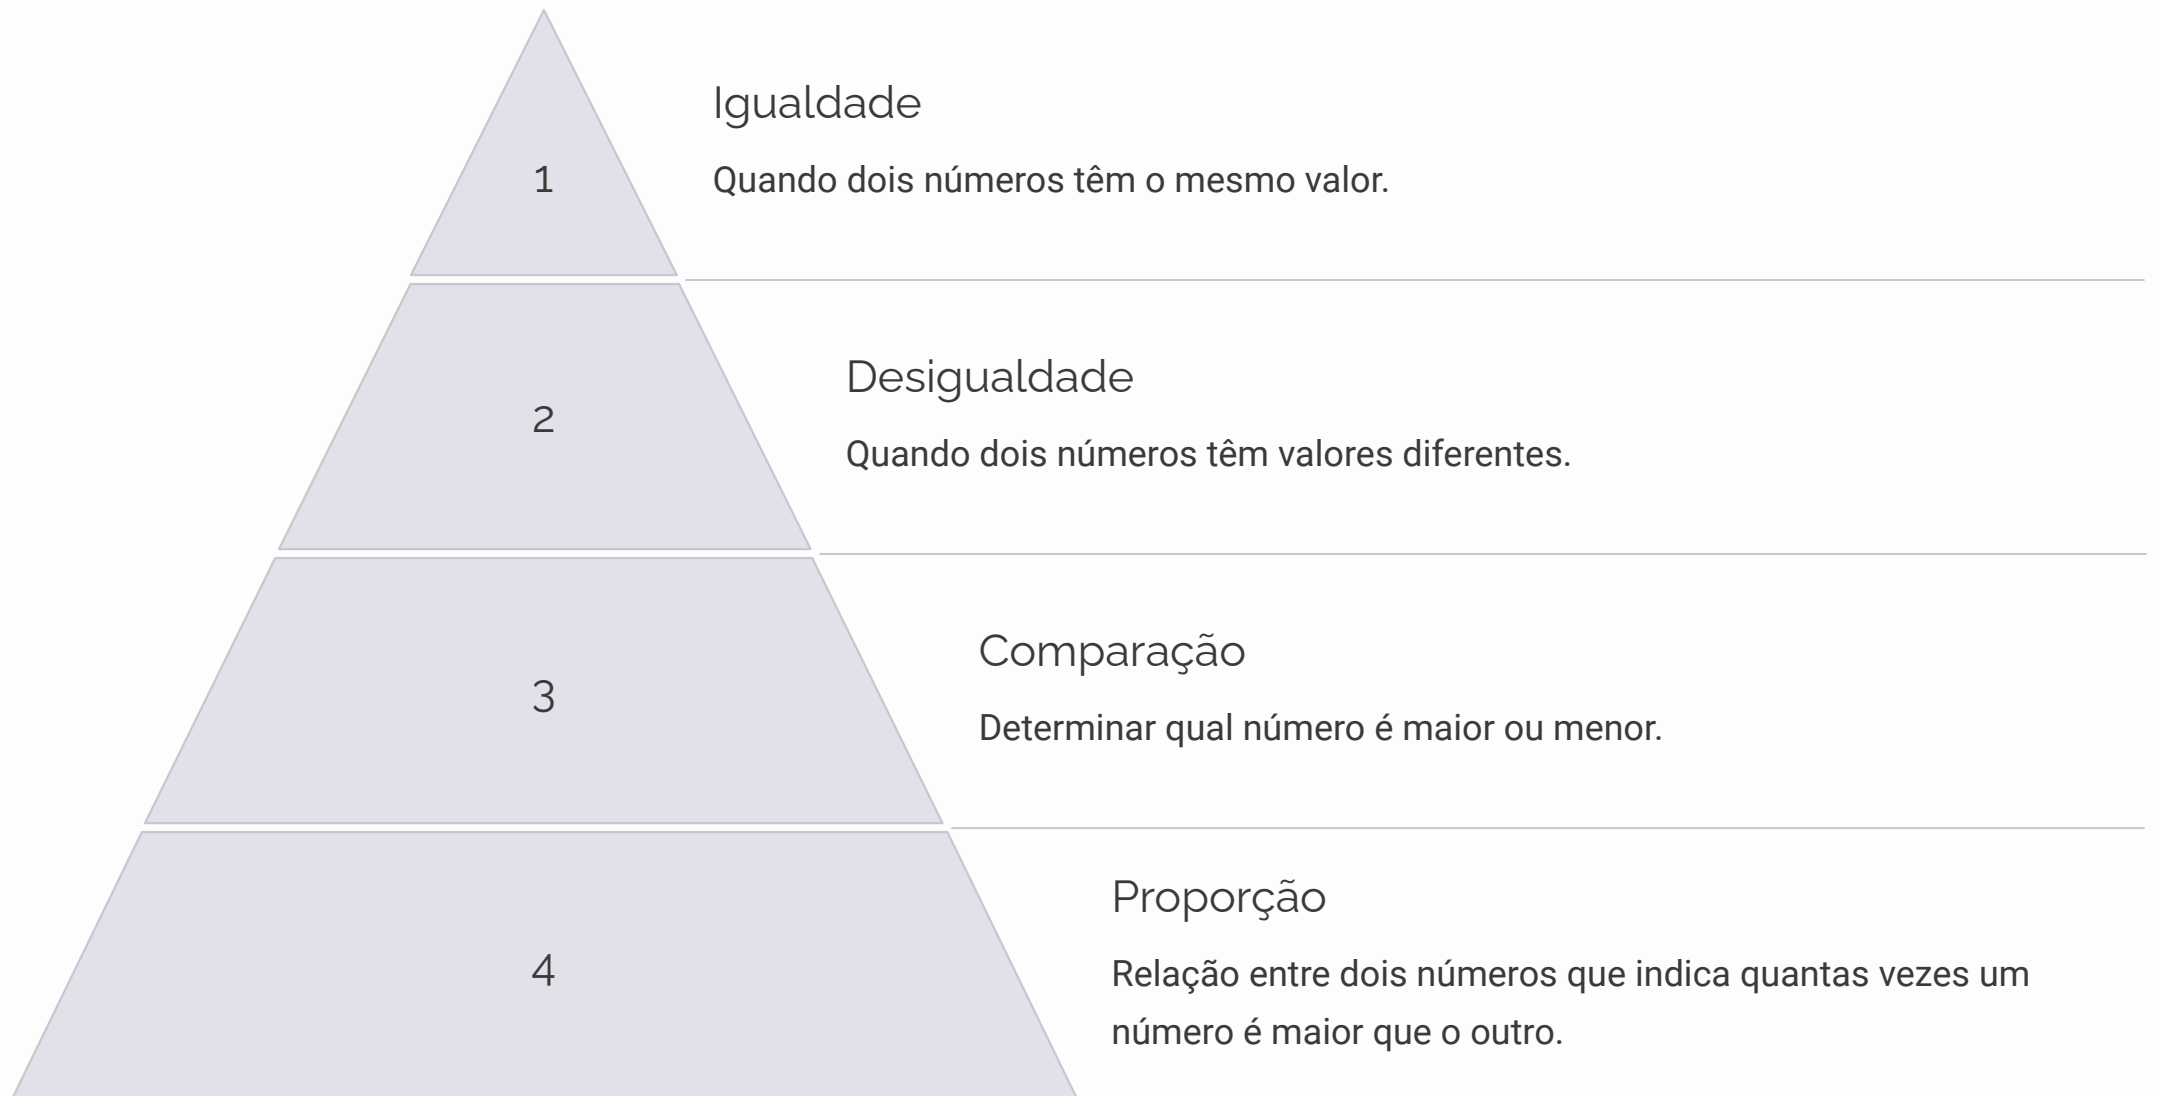 1
Igualdade
Quando dois números têm o mesmo valor.
2
Desigualdade
Quando dois números têm valores diferentes.
3
Comparação
Determinar qual número é maior ou menor.
4
Proporção
Relação entre dois números que indica quantas vezes um
número é maior que o outro.